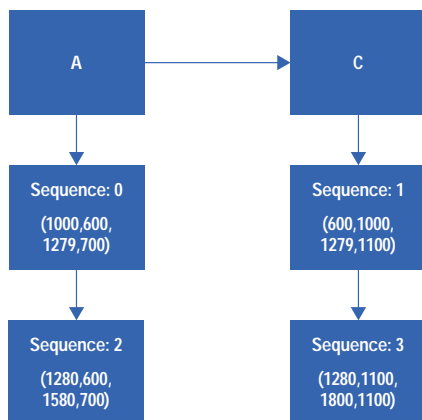 A
C
Sequence: 0
(1000,600,
1279,700)
Sequence: 1
(600,1000,
1279,1100)
Sequence: 2
(1280,600,
1580,700)
Sequence: 3
(1280,1100,
1800,1100)